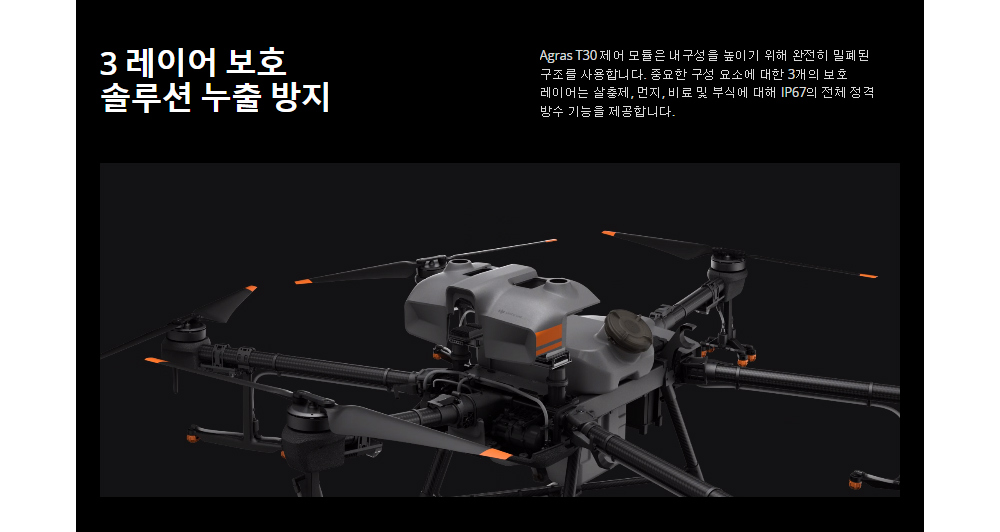 3 레이어 보호
솔루션 누출 방지
Agras T30 제어 모듈은 내구성을 높이기 위해 완전히 밀폐된
구조를 사용합니다. 중요한 구성 요소에 대한 3개의 보호
레이어는 살충제, 먼지, 비료 및 부식에 대해 IP67의 전체 정격
방수 기능을 제공합니다.